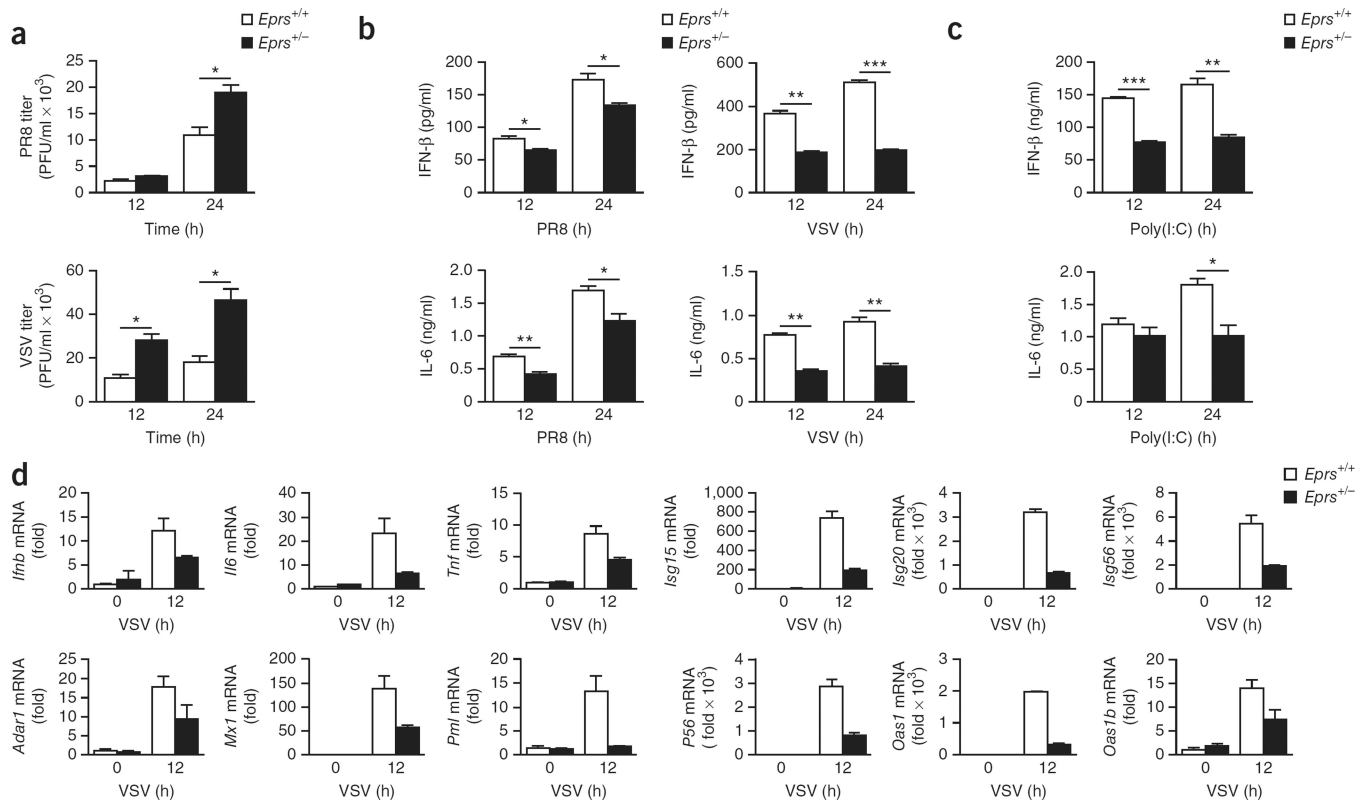 a
Eprs+/+
Eprs+/−
PR8 titer
(PFU/ml × 10³)
25
20
15
10
5
0
*
12
24
Time (h)
VSV titer
(PFU/ml × 10³)
60
40
20
0
*
*
12
24
Time (h)
b
Eprs+/+
Eprs+/−
IFN-β (pg/ml)
200
150
100
50
0
*
*
12
24
PR8 (h)
IFN-β (pg/ml)
600
400
200
0
**
***
12
24
VSV (h)
IL-6 (ng/ml)
2.0
1.5
1.0
0.5
0
**
*
12
24
PR8 (h)
IL-6 (ng/ml)
1.5
1.0
0.5
0
**
**
12
24
VSV (h)
c
Eprs+/+
Eprs+/−
IFN-β (ng/ml)
200
150
100
50
0
***
**
12
24
Poly(I:C) (h)
IL-6 (ng/ml)
2.0
1.5
1.0
0.5
0
*
12
24
Poly(I:C) (h)
d
Eprs+/+
Eprs+/−
Ifnb mRNA
(fold)
20
15
10
5
0
0
12
VSV (h)
Il6 mRNA
(fold)
40
30
20
10
0
0
12
VSV (h)
Tnf mRNA
(fold)
15
10
5
0
0
12
VSV (h)
Isg15 mRNA
(fold)
1,000
800
600
400
200
0
0
12
VSV (h)
Isg20 mRNA
(fold × 10³)
4
3
2
1
0
0
12
VSV (h)
Isg56 mRNA
(fold × 10³)
8
6
4
2
0
0
12
VSV (h)
Adar1 mRNA
(fold)
25
20
15
10
5
0
0
12
VSV (h)
Mx1 mRNA
(fold)
200
150
100
50
0
0
12
VSV (h)
Pml mRNA
(fold)
20
15
10
5
0
0
12
VSV (h)
P56 mRNA
( fold × 10³)
4
3
2
1
0
0
12
VSV (h)
Oas1 mRNA
(fold × 10³)
3
2
1
0
0
12
VSV (h)
Oas1b mRNA
(fold)
20
15
10
5
0
0
12
VSV (h)